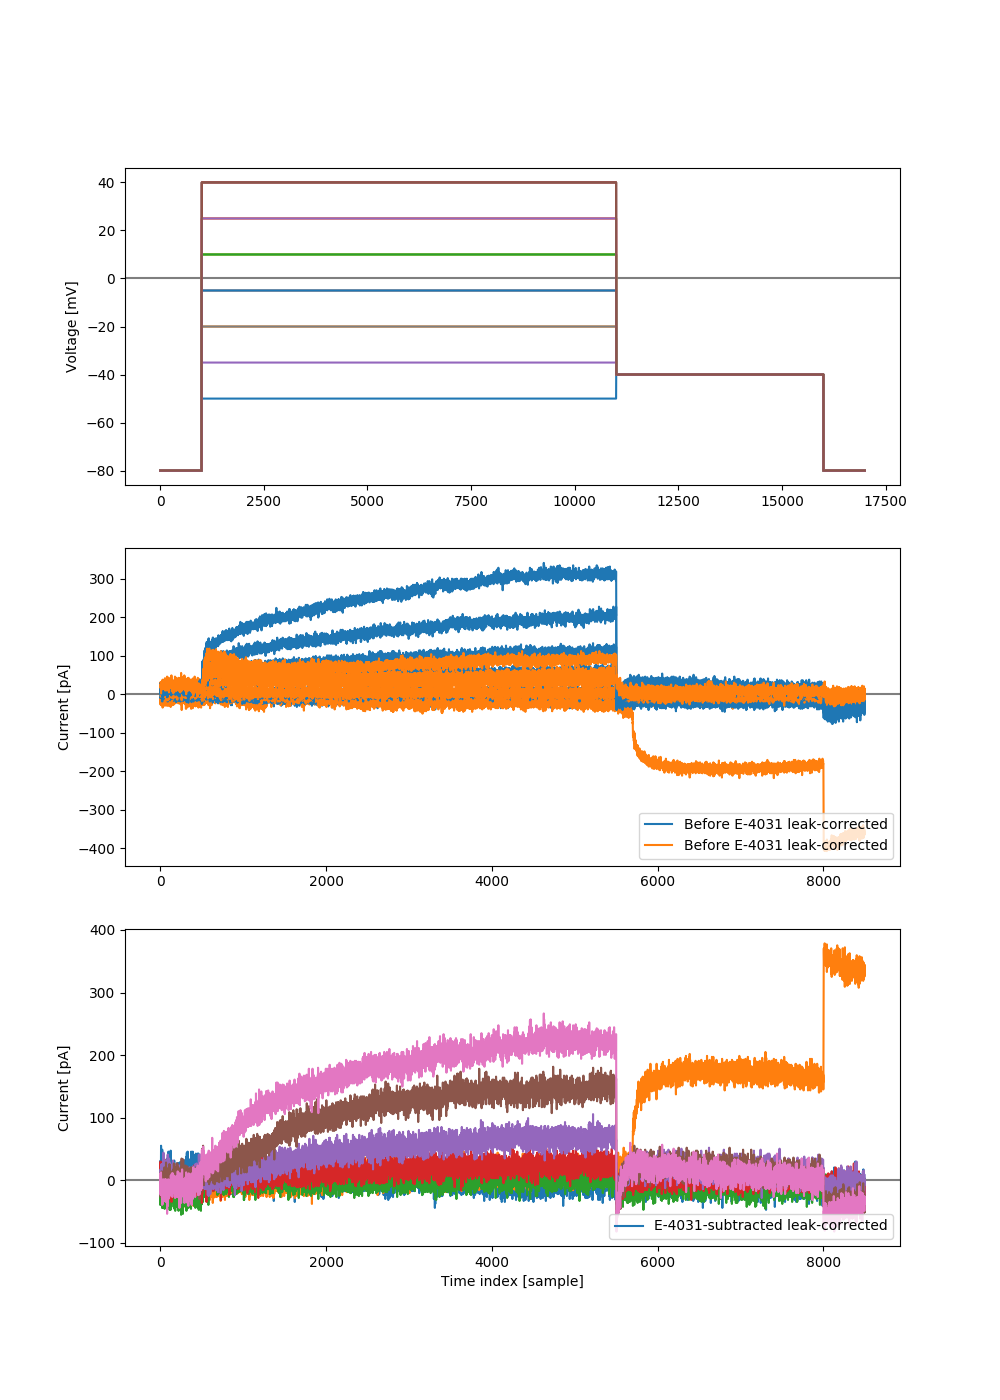 40
20
0
−20
−40
−60
−80
Voltage [mV]
0 2500 5000 7500 10000 12500 15000 17500
300
200
100
0
−100
−200
−300
−400
Current [pA]
Before E-4031 leak-corrected
Before E-4031 leak-corrected
0 2000 4000 6000 8000
400
300
200
100
0
−100
Current [pA]
E-4031-subtracted leak-corrected
0 2000 4000 6000 8000
Time index [sample]